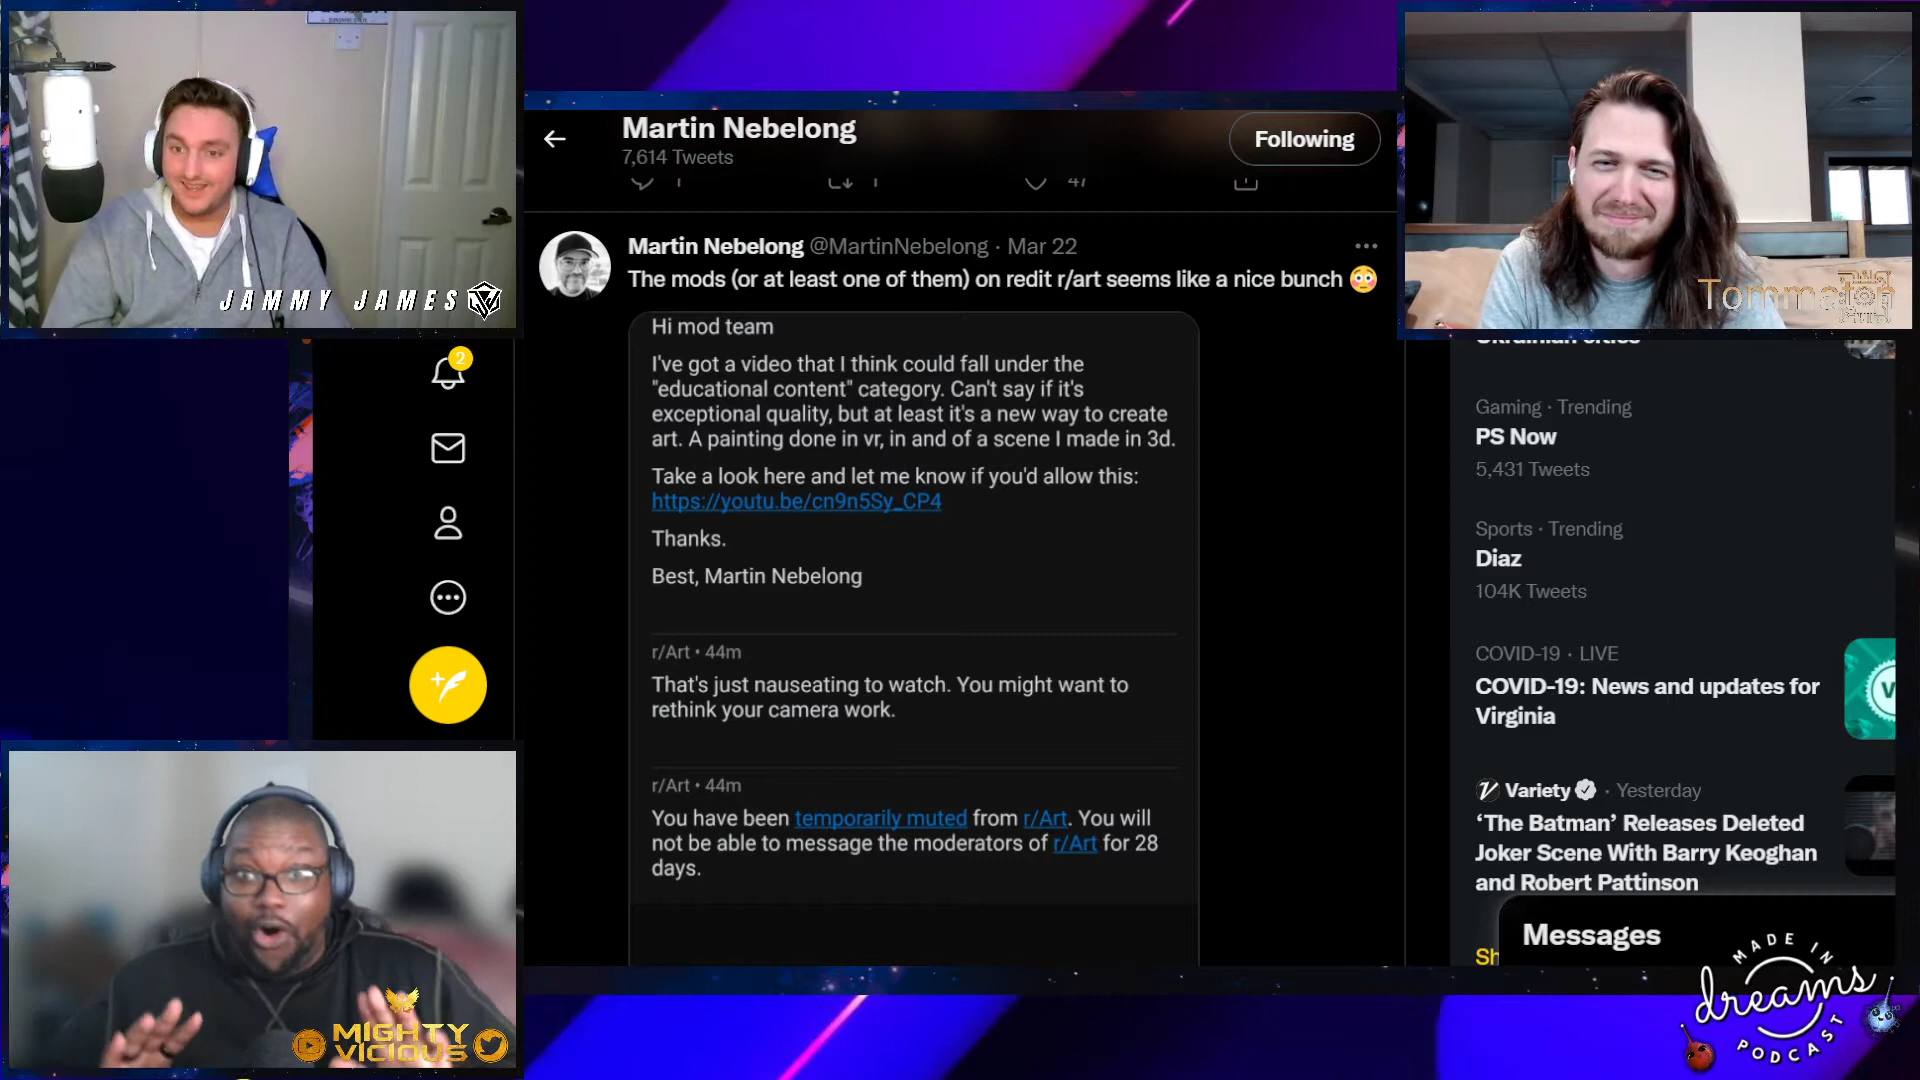 JAMMY JAMES
Martin Nebelong
7,614 Tweets
Following
1
1
47
Martin Nebelong @MartinNebelong · Mar 22
The mods (or at least one of them) on redit r/art seems like a nice bunch 😳
Hi mod team
I've got a video that I think could fall under the
"educational content" category. Can't say if it's
exceptional quality, but at least it's a new way to create
art. A painting done in vr, in and of a scene I made in 3d.
Take a look here and let me know if you'd allow this:
https://youtu.be/cn9n5Sy_CP4
Thanks.
Best, Martin Nebelong
r/Art • 44m
That's just nauseating to watch. You might want to
rethink your camera work.
r/Art • 44m
You have been temporarily muted from r/Art. You will
not be able to message the moderators of r/Art for 28
days.
2
Ukrainian cities
Gaming · Trending
PS Now
5,431 Tweets
Sports · Trending
Diaz
104K Tweets
COVID-19 · LIVE
COVID-19: News and updates for
Virginia
V
Variety · Yesterday
‘The Batman’ Releases Deleted
Joker Scene With Barry Keoghan
and Robert Pattinson
Sh
Messages
MIGHTY
VICIOUS
MADE IN
dreams
PODCAST